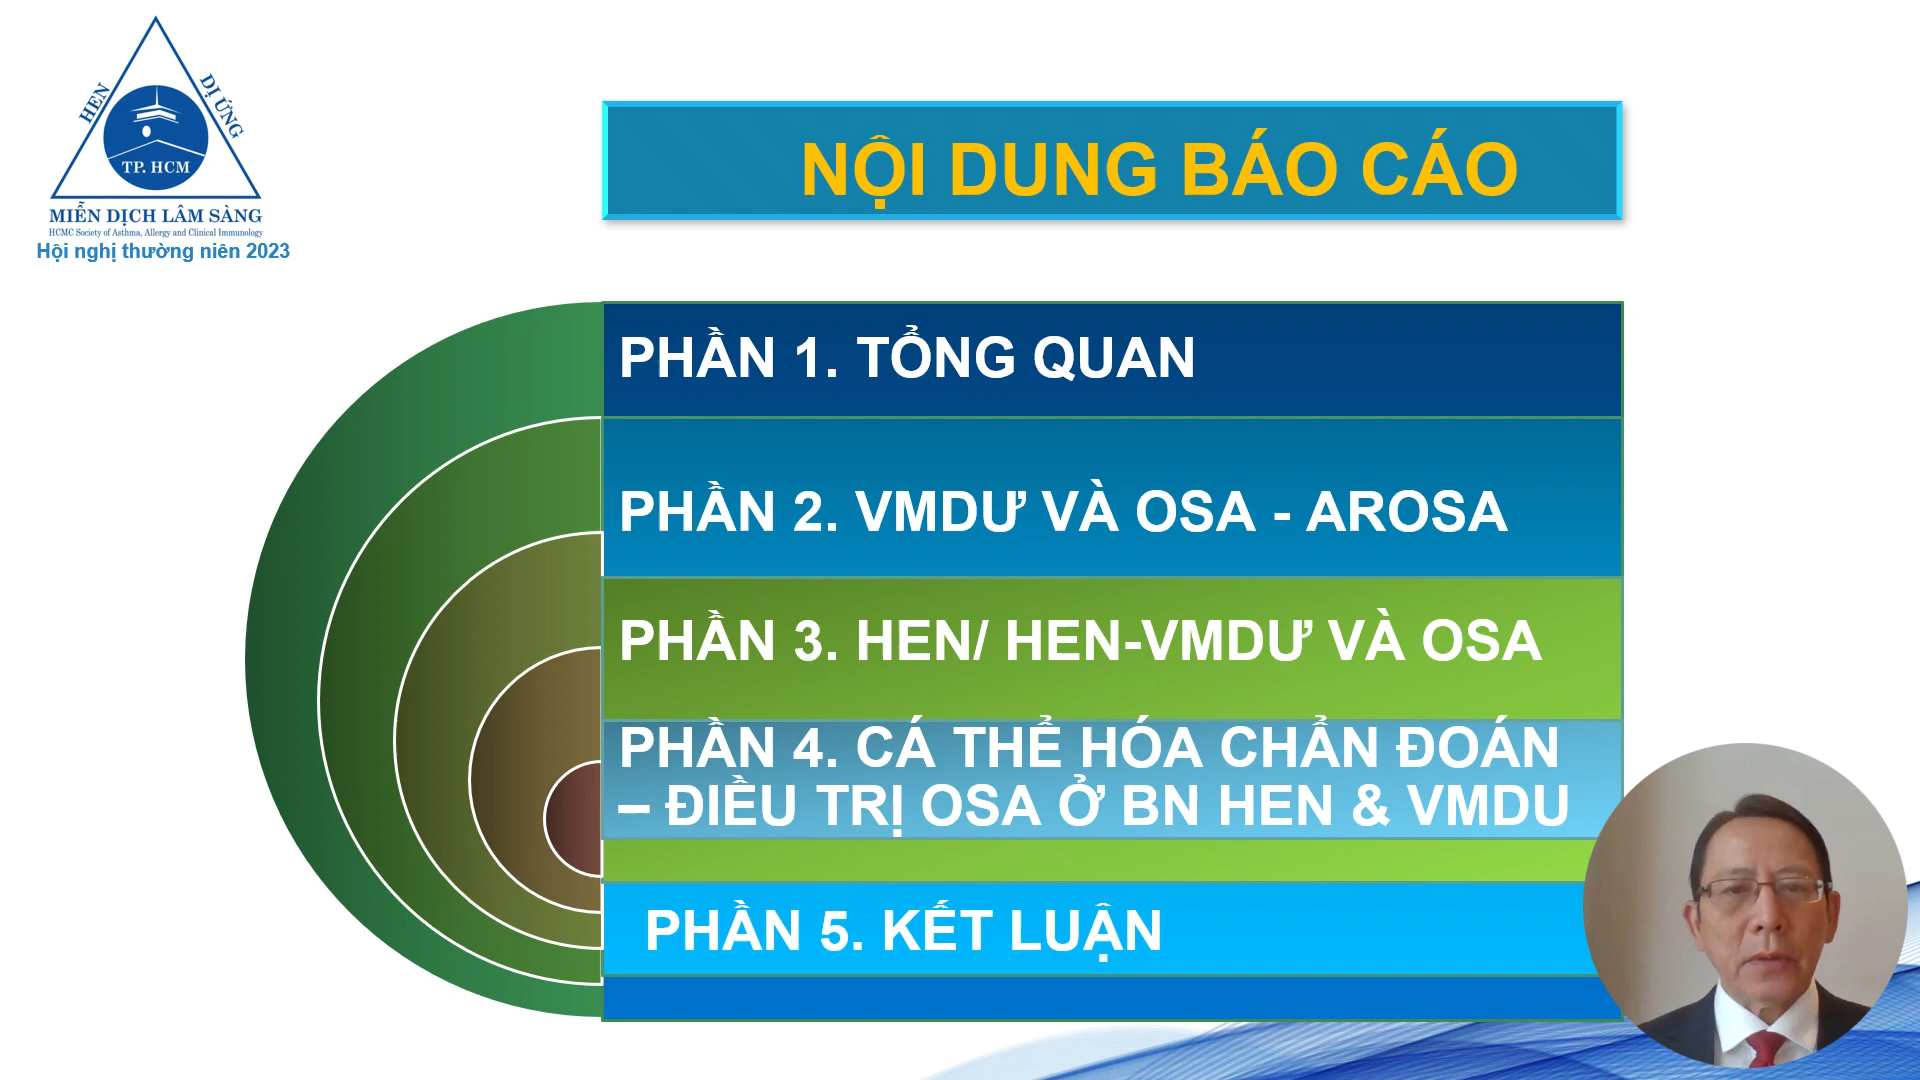 HEN
DỊ ỨNG
TP. HCM
MIỄN DỊCH LÂM SÀNG
HCMC Society of Asthma, Allergy and Clinical Immunology
Hội nghị thường niên 2023
NỘI DUNG BÁO CÁO
PHẦN 1. TỔNG QUAN
PHẦN 2. VMDƯ VÀ OSA - AROSA
PHẦN 3. HEN/ HEN-VMDƯ VÀ OSA
PHẦN 4. CÁ THỂ HÓA CHẨN ĐOÁN
– ĐIỀU TRỊ OSA Ở BN HEN & VMDU
PHẦN 5. KẾT LUẬN